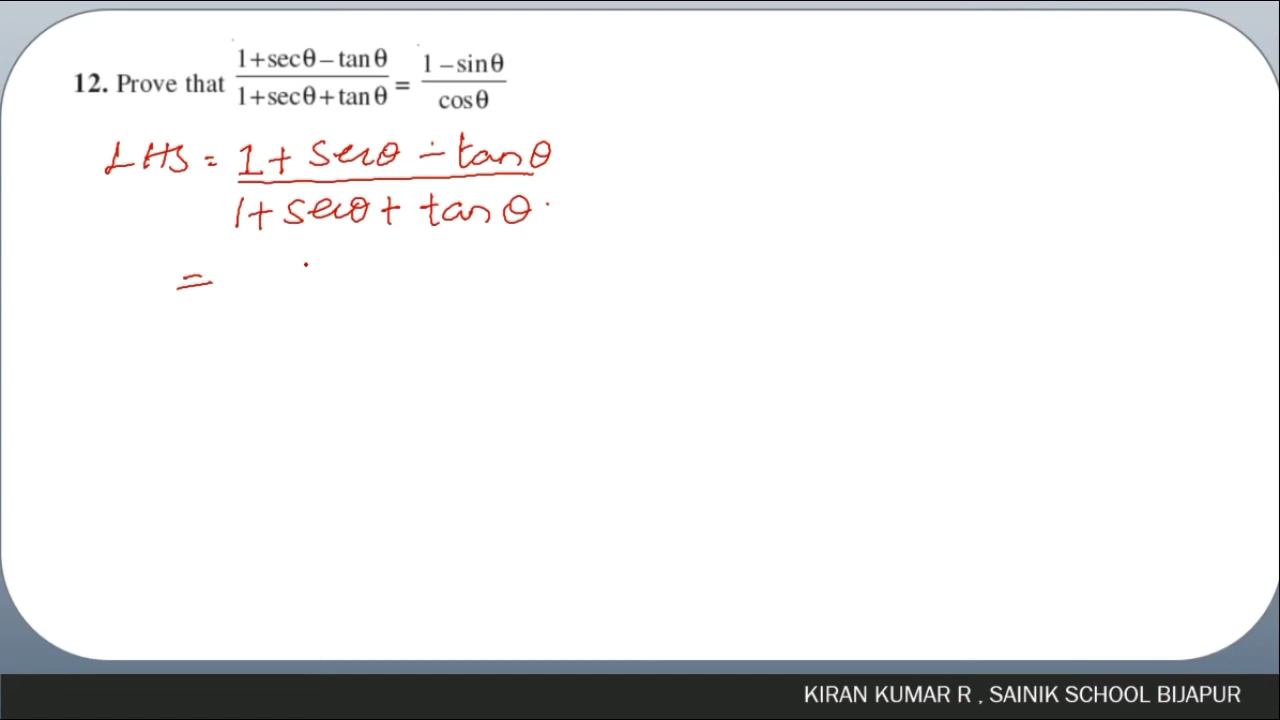 12. Prove that (1+secθ−tanθ)/(1+secθ+tanθ) = (1−sinθ)/cosθ
LHS = (1+secθ−tanθ)/(1+secθ+tanθ)
=
KIRAN KUMAR R , SAINIK SCHOOL BIJAPUR